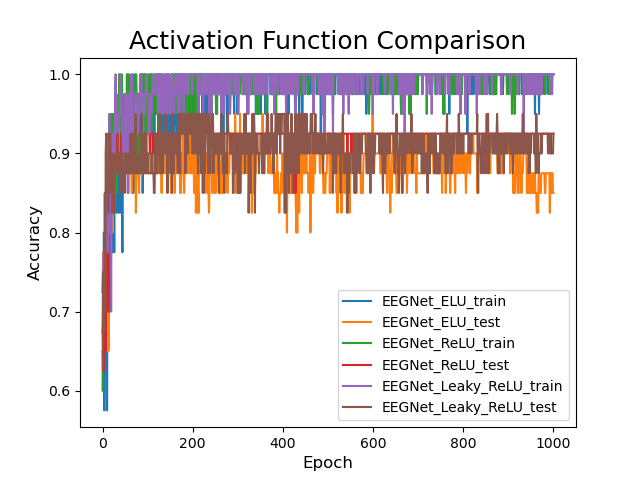 Activation Function Comparison
1.0
0.9
0.8
0.7
0.6
Accuracy
EEGNet_ELU_train
EEGNet_ELU_test
EEGNet_ReLU_train
EEGNet_ReLU_test
EEGNet_Leaky_ReLU_train
EEGNet_Leaky_ReLU_test
0 200 400 600 800 1000
Epoch